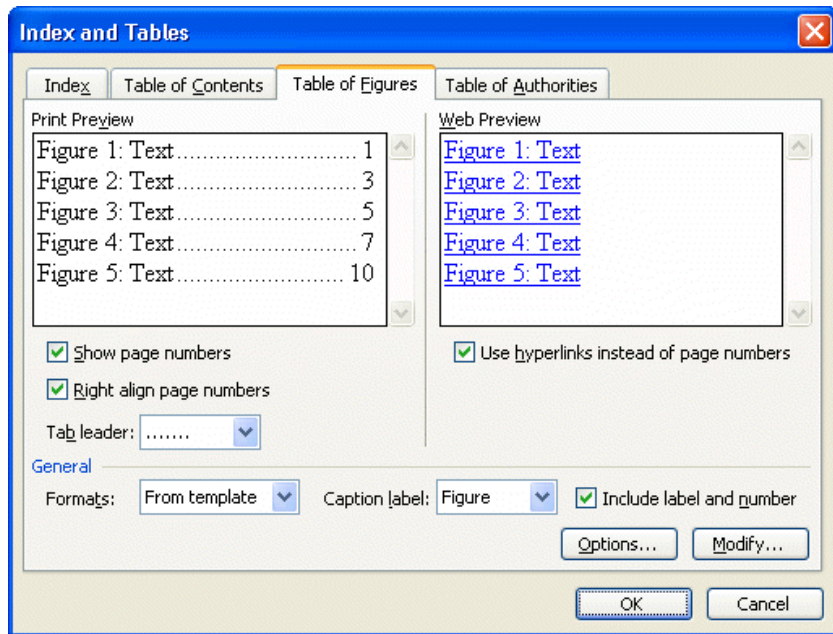 Index and Tables
Index Table of Contents Table of Figures Table of Authorities
Print Preview
Figure 1: Text.......................... 1
Figure 2: Text.......................... 3
Figure 3: Text.......................... 5
Figure 4: Text.......................... 7
Figure 5: Text........................ 10
Web Preview
Figure 1: Text
Figure 2: Text
Figure 3: Text
Figure 4: Text
Figure 5: Text
Show page numbers
Right align page numbers
Tab leader: .......
Use hyperlinks instead of page numbers
General
Formats: From template Caption label: Figure Include label and number
Options... Modify...
OK Cancel